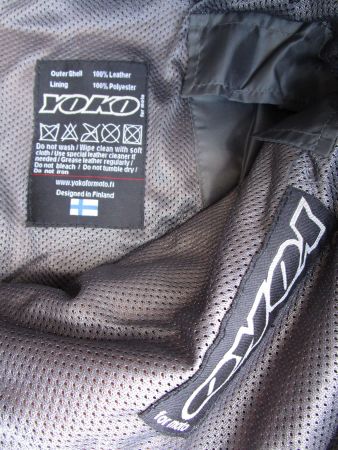 Outer Shell 100% Leather
Lining 100% Polyester
YOKO for moto
Do not wash / Wipe clean with soft
cloth / Use special leather cleaner if
needed / Grease leather regularly /
Do not bleach / Do not tumble dry /
Do not iron
www.yokoformoto.fi
Designed in Finland
YOKO
for moto